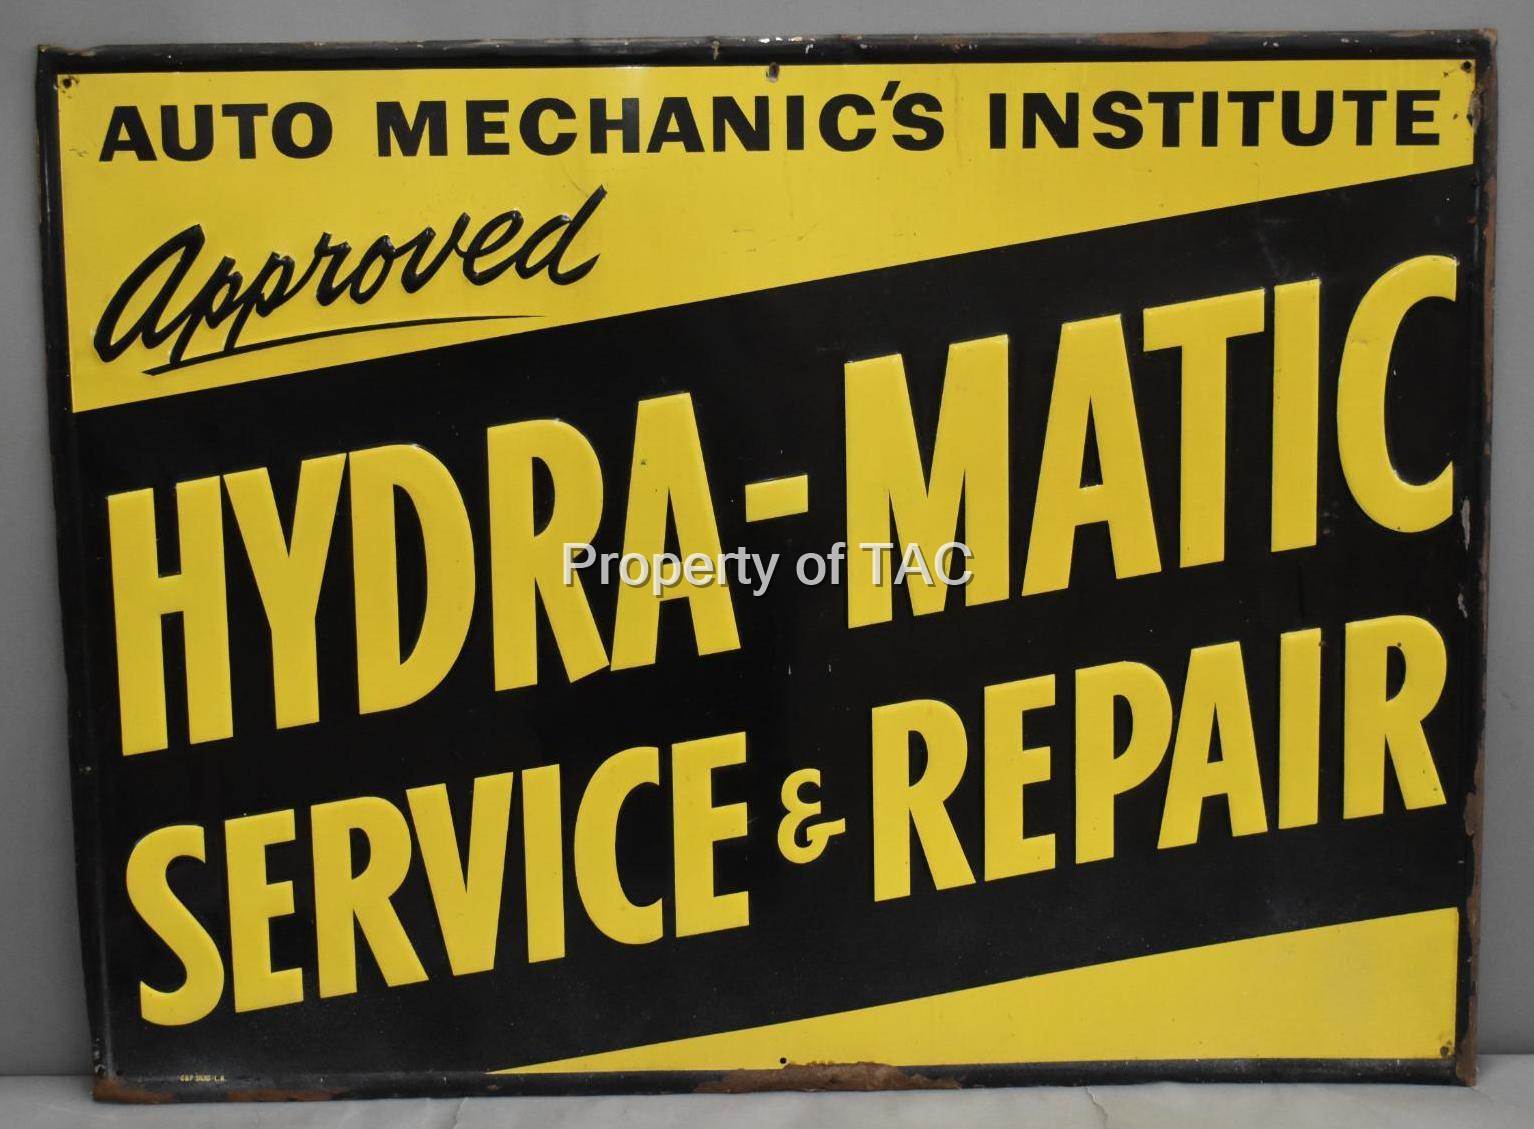 AUTO MECHANIC'S INSTITUTE
Approved
HYDRA-MATIC
Property of TAC
SERVICE & REPAIR